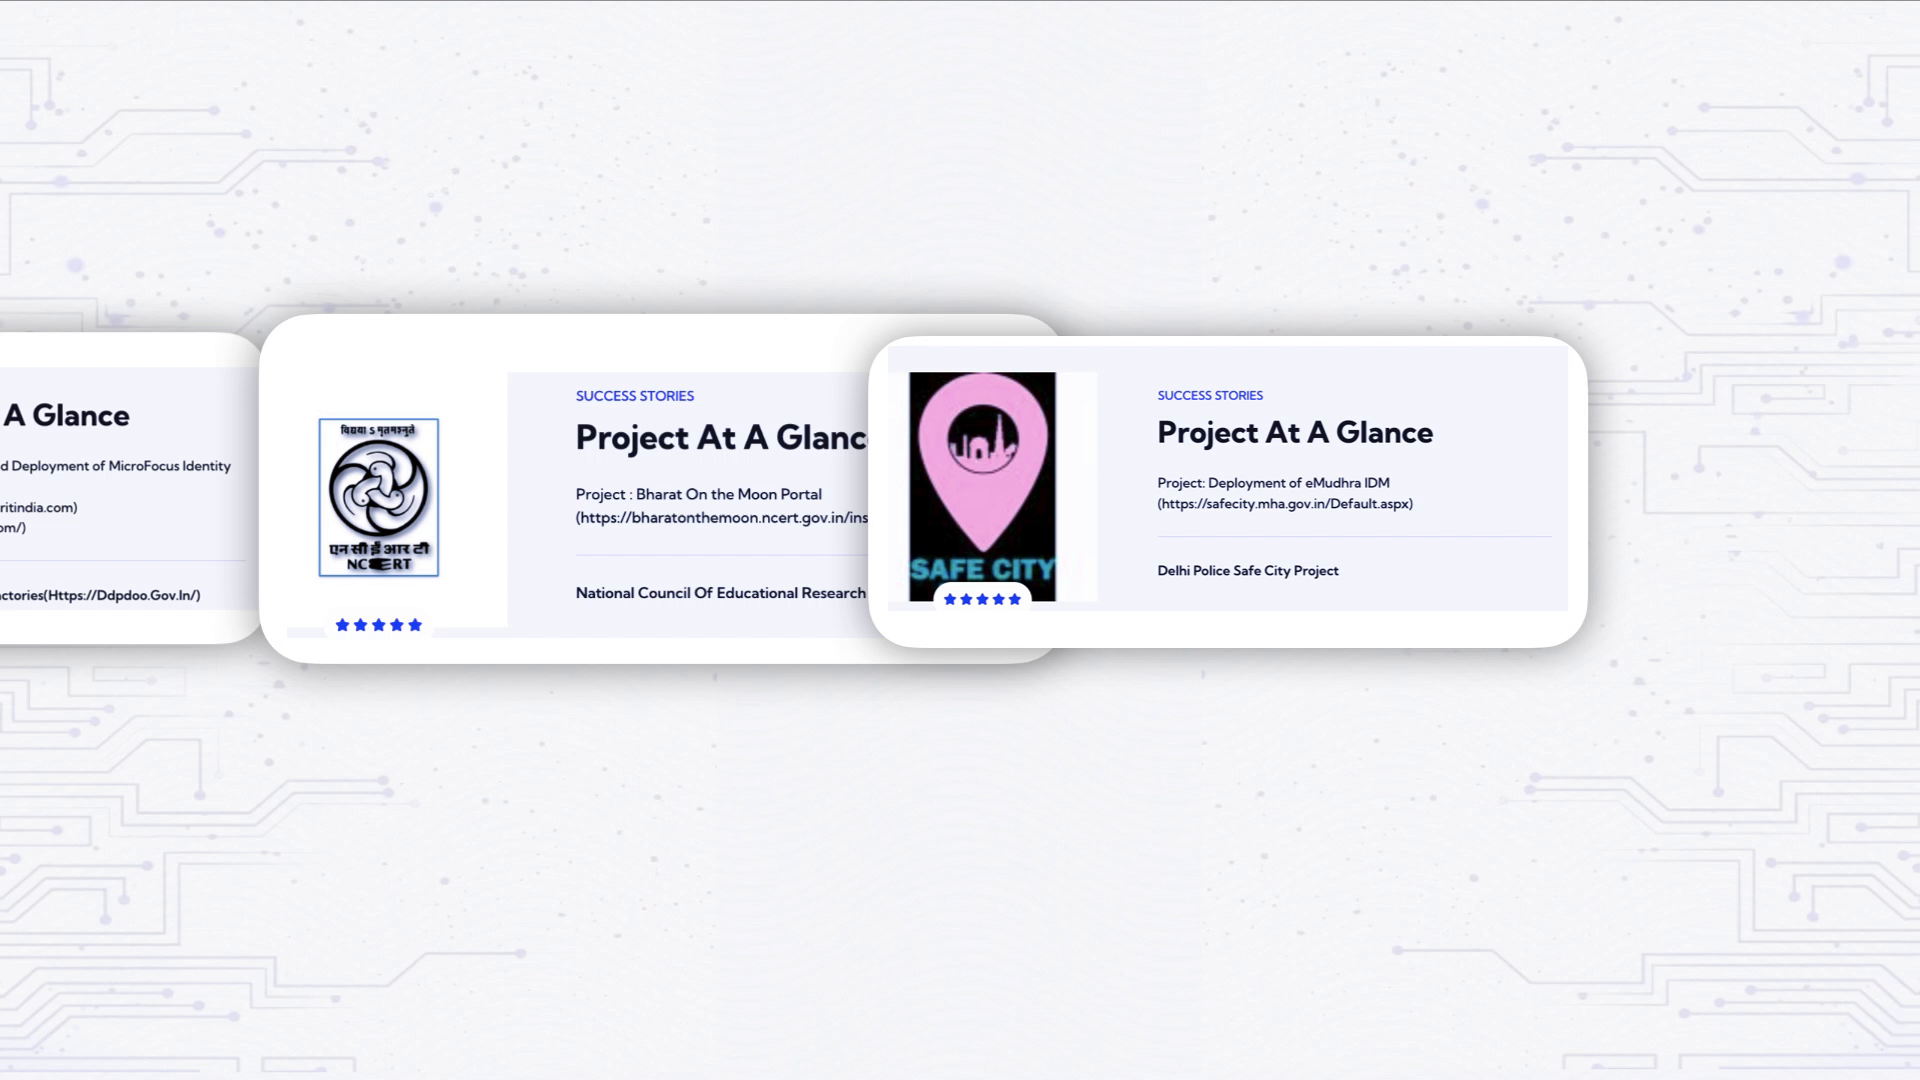 A Glance
d Deployment of MicroFocus Identity
ritindia.com)
om/)
actories(Https://Ddpdoo.Gov.In/)
विद्यया ऽ मृतमश्नुते
एन सी ई आर टी
NCERT
SUCCESS STORIES
Project At A Glance
Project : Bharat On the Moon Portal
(https://bharatonthemoon.ncert.gov.in/ins
National Council Of Educational Research
SAFE CITY
SUCCESS STORIES
Project At A Glance
Project: Deployment of eMudhra IDM
(https://safecity.mha.gov.in/Default.aspx)
Delhi Police Safe City Project